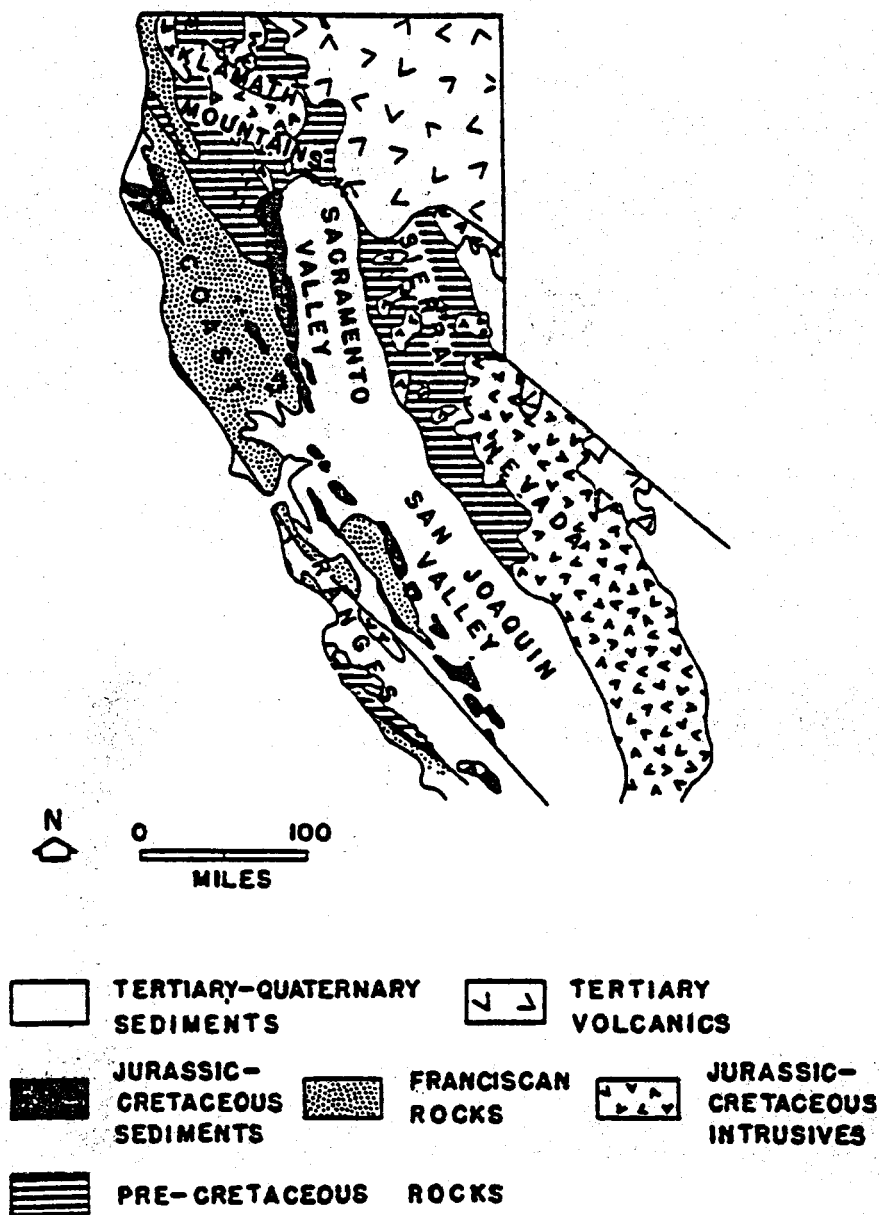 KLAMATH
MOUNTAINS
SACRAMENTO
VALLEY
COAST
RANGES
SIERRA
NEVADA
SAN JOAQUIN
VALLEY
N
0 100
MILES
TERTIARY-QUATERNARY
SEDIMENTS
TERTIARY
VOLCANICS
JURASSIC-
CRETACEOUS
SEDIMENTS
FRANCISCAN
ROCKS
JURASSIC-
CRETACEOUS
INTRUSIVES
PRE-CRETACEOUS ROCKS